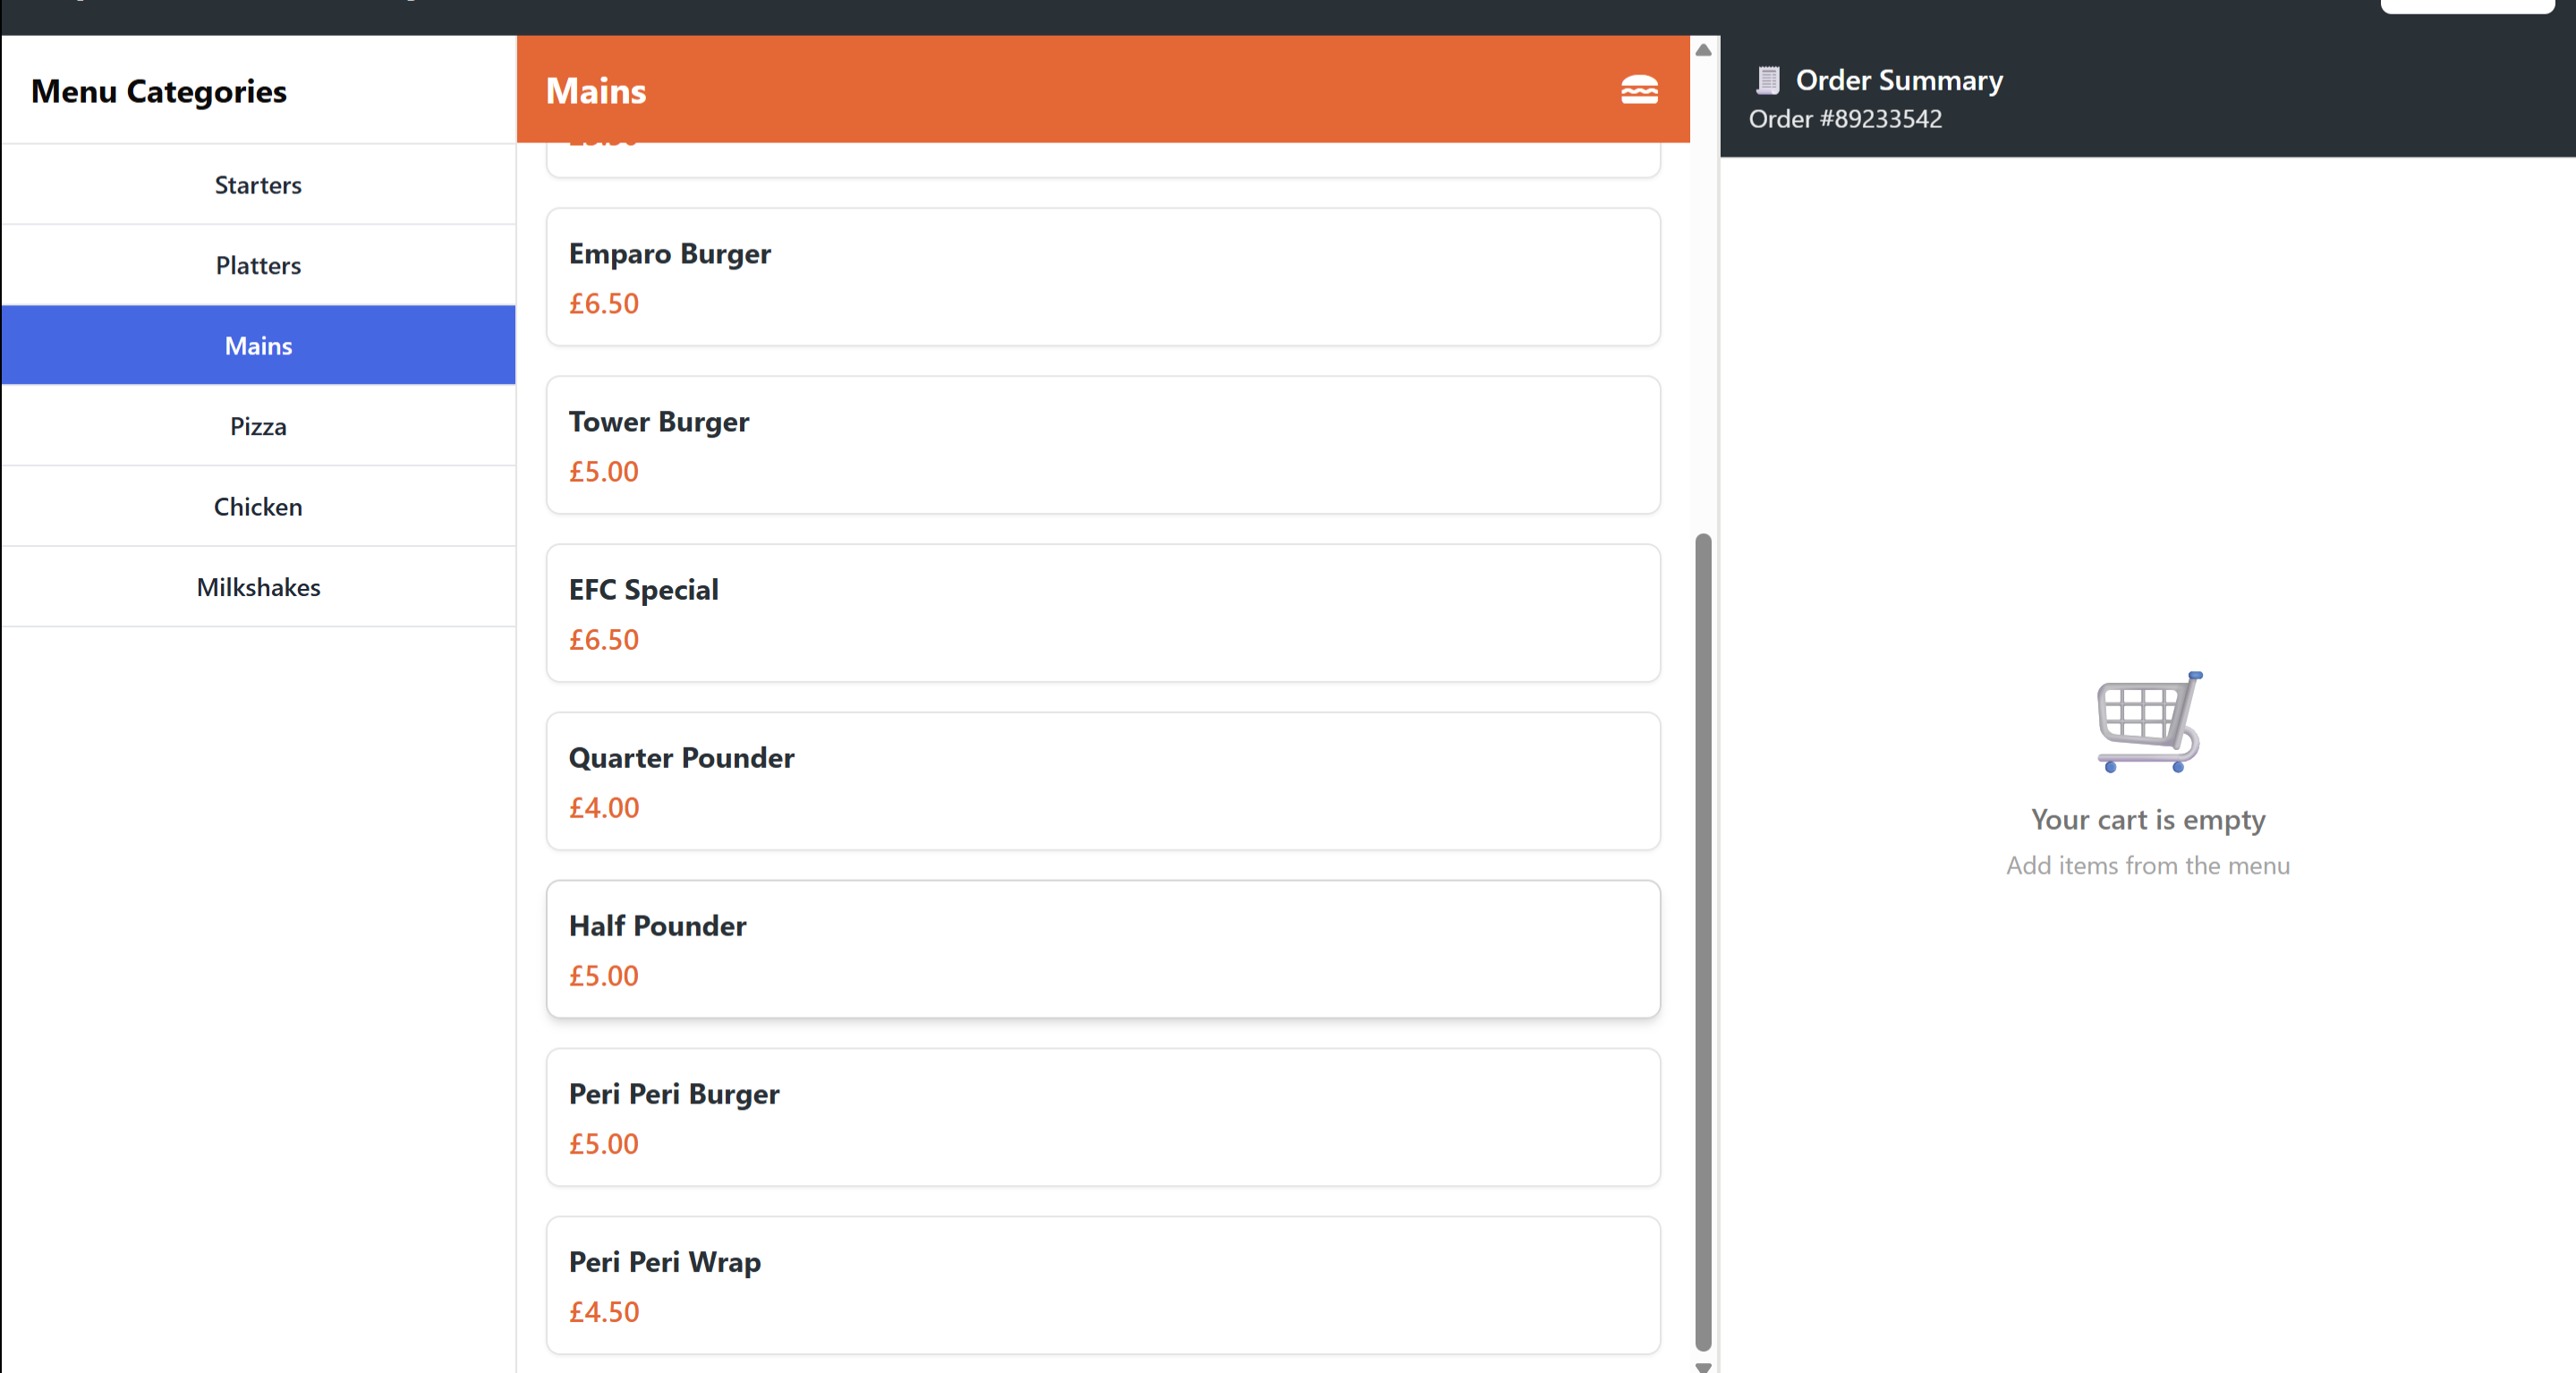 Menu Categories
Starters
Platters
Mains
Pizza
Chicken
Milkshakes
Mains
Emparo Burger
£6.50
Tower Burger
£5.00
EFC Special
£6.50
Quarter Pounder
£4.00
Half Pounder
£5.00
Peri Peri Burger
£5.00
Peri Peri Wrap
£4.50
Order Summary
Order #89233542
Your cart is empty
Add items from the menu